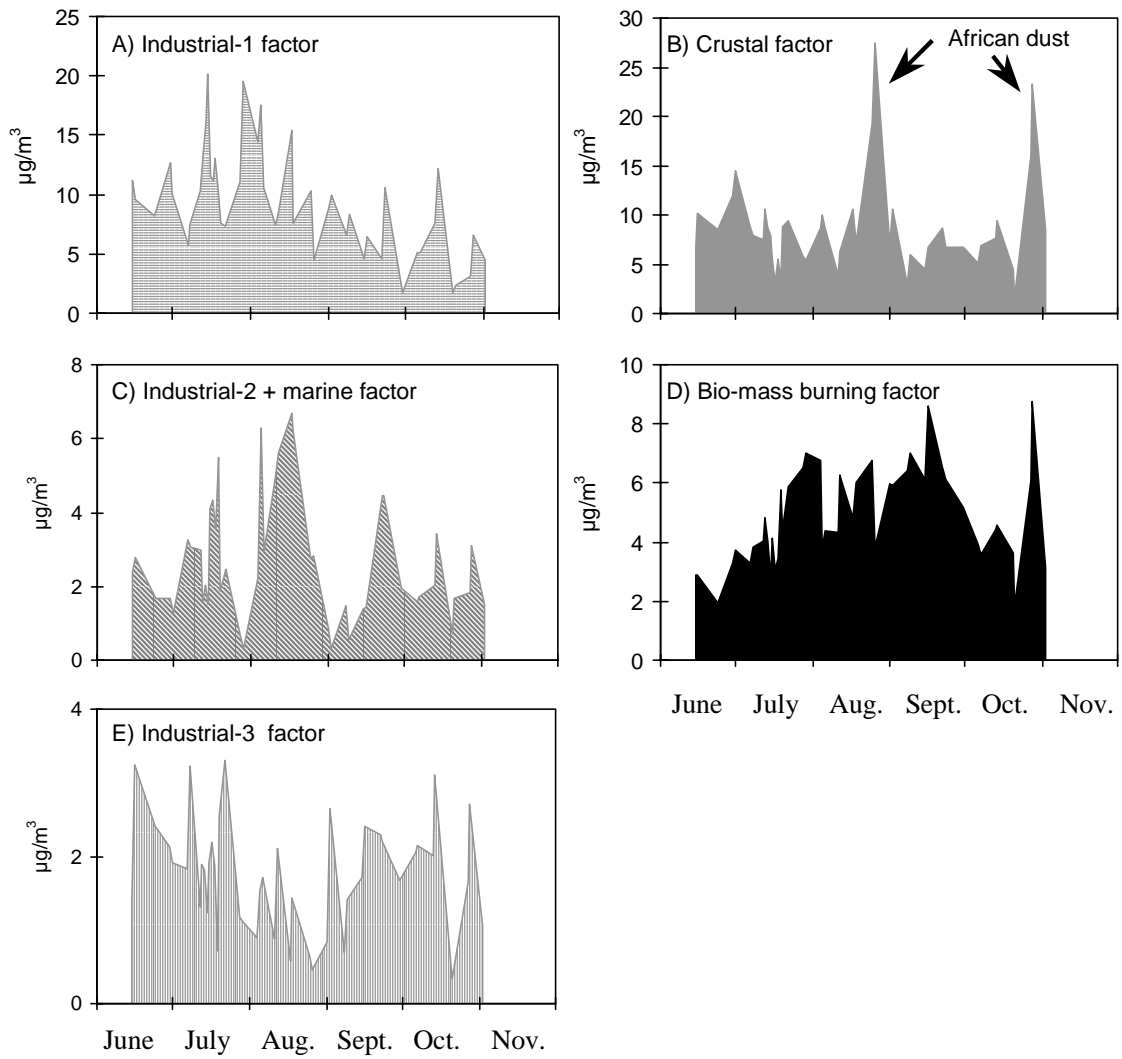 A) Industrial-1 factor
25
20
15
10
5
0
µg/m³
B) Crustal factor
African dust
30
25
20
15
10
5
0
µg/m³
C) Industrial-2 + marine factor
8
6
4
2
0
µg/m³
D) Bio-mass burning factor
10
8
6
4
2
0
µg/m³
June July Aug. Sept. Oct. Nov.
E) Industrial-3 factor
4
2
0
µg/m³
June July Aug. Sept. Oct. Nov.